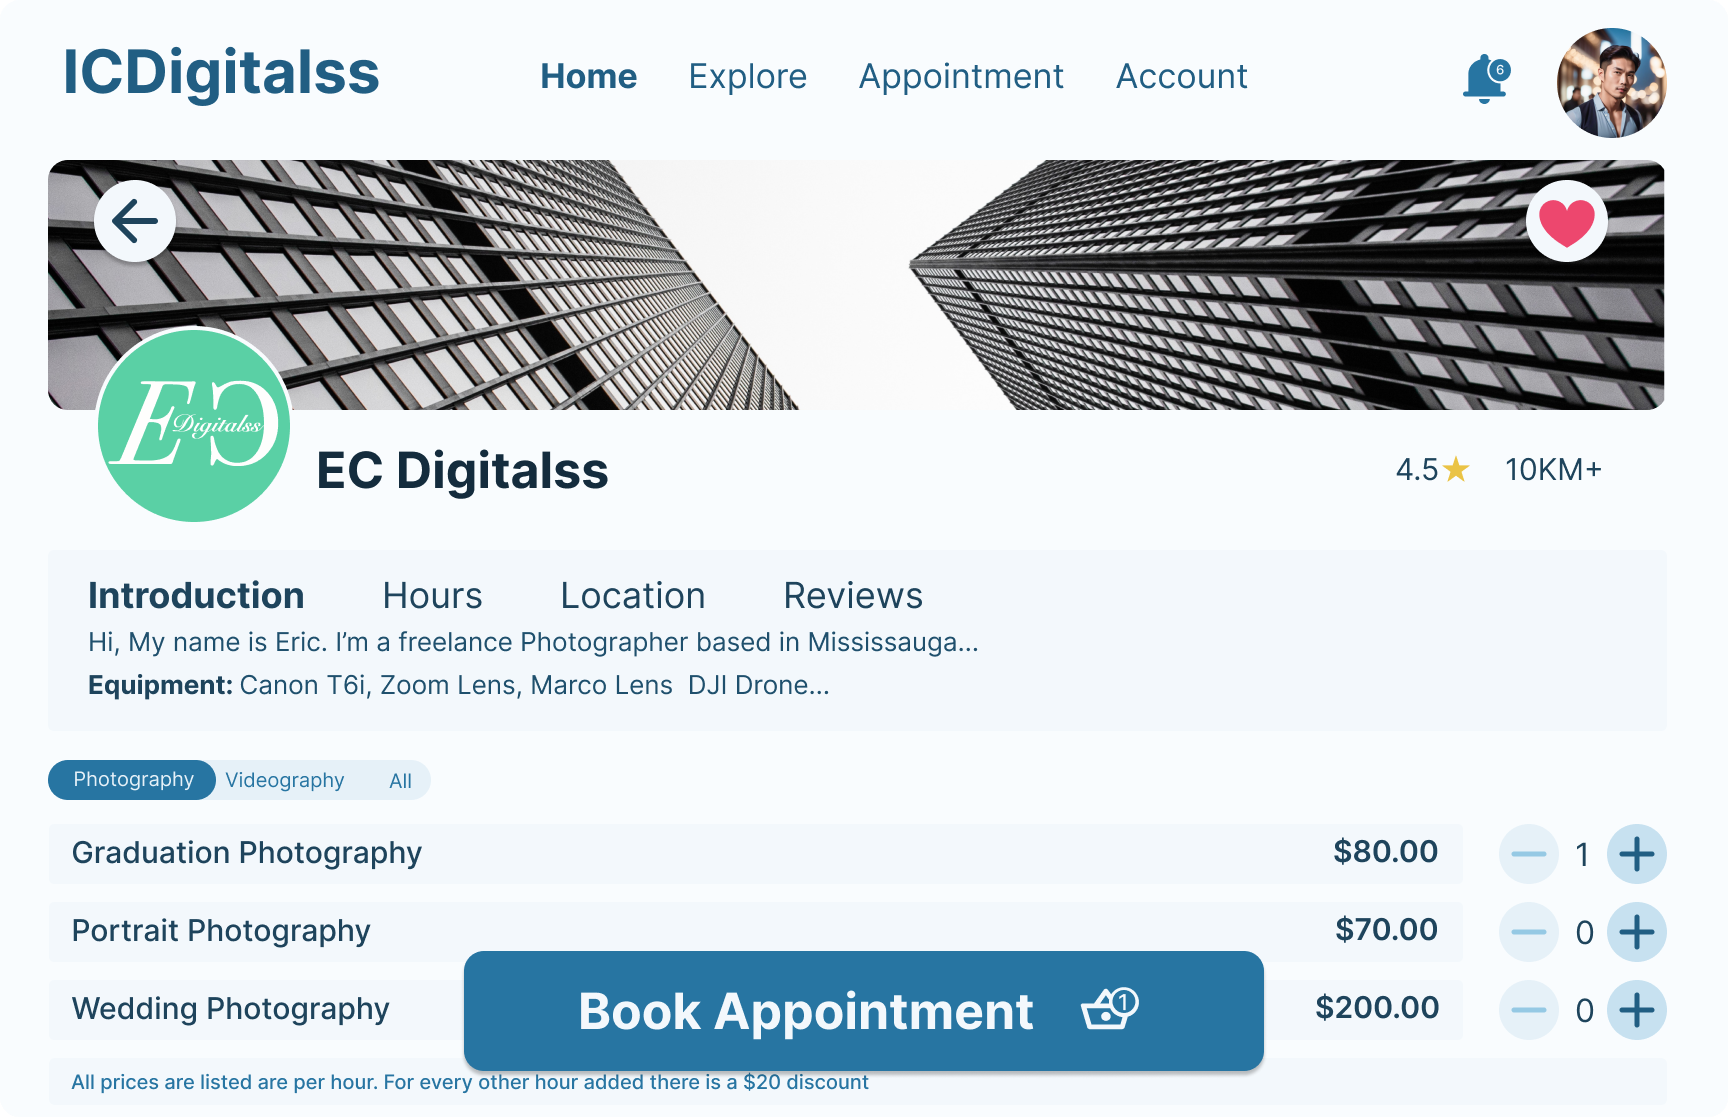 ICDigitalss
Home Explore Appointment Account
6
EC
Digitalss
EC Digitalss
4.5★ 10KM+
Introduction Hours Location Reviews
Hi, My name is Eric. I’m a freelance Photographer based in Mississauga...
Equipment: Canon T6i, Zoom Lens, Marco Lens DJI Drone...
Photography Videography All
Graduation Photography $80.00 1
Portrait Photography $70.00 0
Wedding Photography $200.00 0
Book Appointment 1
All prices are listed are per hour. For every other hour added there is a $20 discount